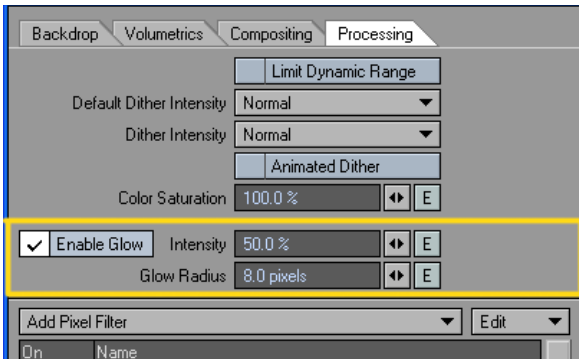 Backdrop Volumetrics Compositing Processing
Limit Dynamic Range
Default Dither Intensity Normal
Dither Intensity Normal
Animated Dither
Color Saturation 100.0 % E
Enable Glow Intensity 50.0 % E
Glow Radius 8.0 pixels E
Add Pixel Filter Edit
On Name